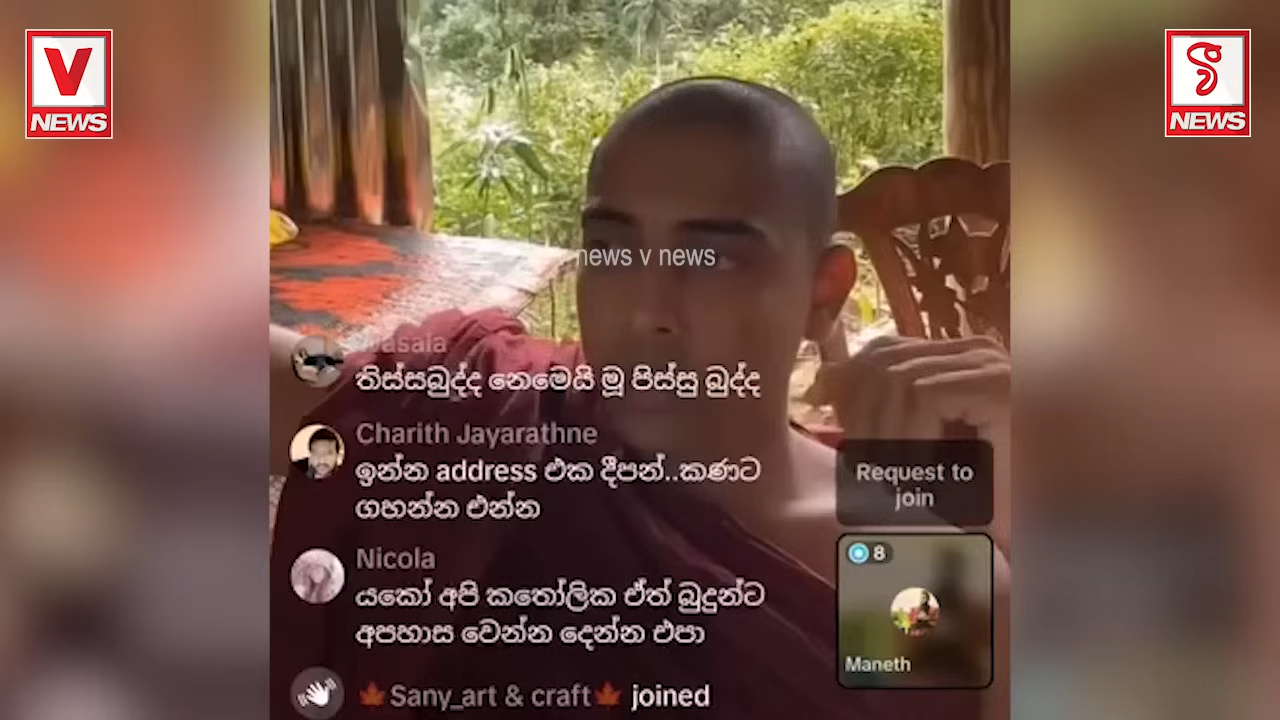 V
NEWS
NEWS
news v news
තිස්සබුද්ද නෙමෙයි මූ පිස්සු බුද්ද
Charith Jayarathne
ඉන්න address එක දීපන්..කණට
ගහන්න එන්න
Nicola
යකෝ අපි කතෝලික ඒත් බුදුන්ට
අපහාස වෙන්න දෙන්න එපා
Sany_art & craft joined
Request to
join
8
Maneth